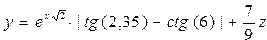 y = e^{x√2} · | tg(2,35) − ctg(6) | + 7/9 z